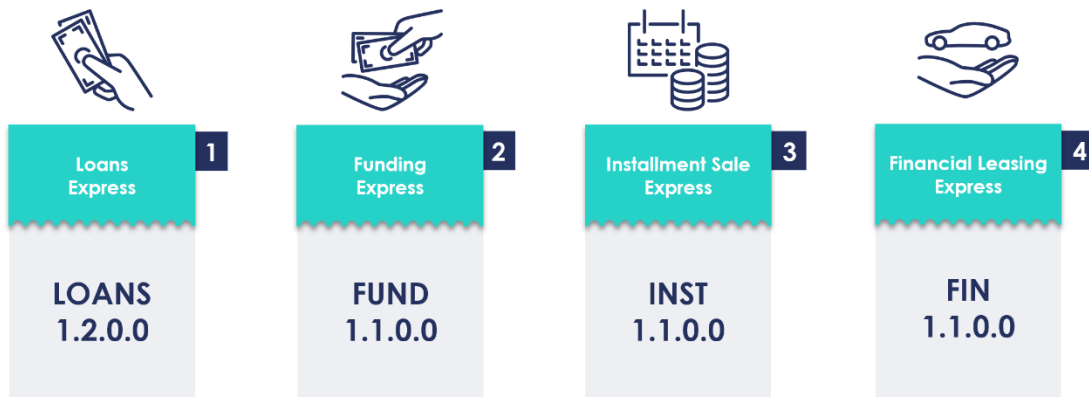 1
Loans
Express
LOANS
1.2.0.0
2
Funding
Express
FUND
1.1.0.0
3
Installment Sale
Express
INST
1.1.0.0
4
Financial Leasing
Express
FIN
1.1.0.0